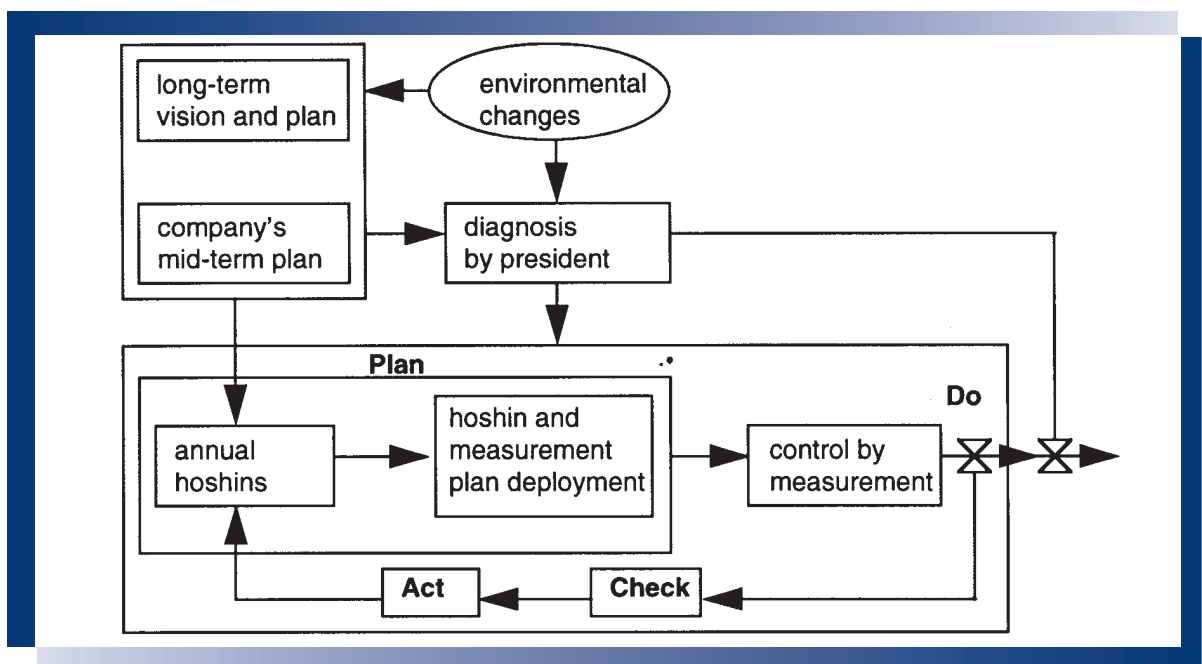 long-term
vision and plan
environmental
changes
company's
mid-term plan
diagnosis
by president
Plan
Do
annual
hoshins
hoshin and
measurement
plan deployment
control by
measurement
Act
Check